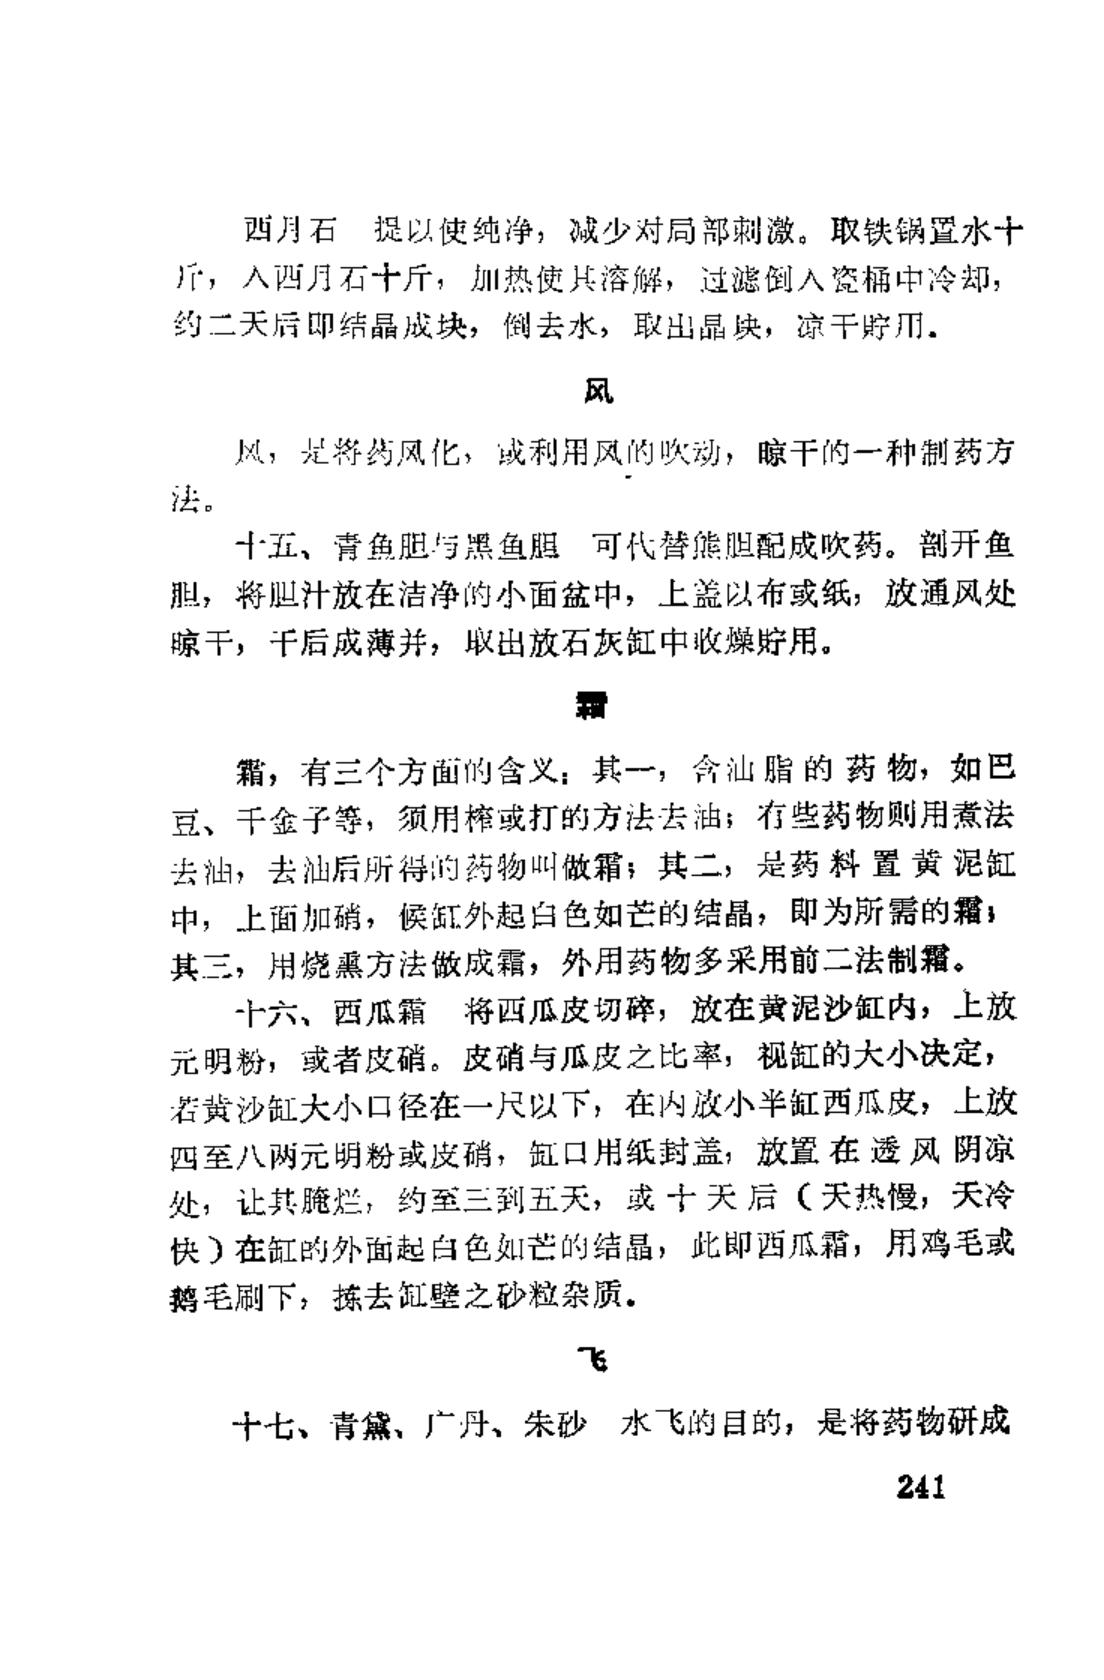 西月石　提以使纯净，减少对局部刺激。取铁锅置水十
斤，入西月石十斤，加热使其溶解，过滤倒入瓷桶中冷却，
约二天后即结晶成块，倒去水，取出晶块，凉干贮用。
风
风，是将药风化，或利用风的吹动，晾干的一种制药方
法。
十五、青鱼胆与黑鱼胆　可代替熊胆配成吹药。剖开鱼
胆，将胆汁放在洁净的小面盆中，上盖以布或纸，放通风处
晾干，干后成薄并，取出放石灰缸中收燥贮用。
霜
霜，有三个方面的含义：其一，含油脂的药物，如巴
豆、千金子等，须用榨或打的方法去油；有些药物则用煮法
去油，去油后所得的药物叫做霜；其二，是药料置黄泥缸
中，上面加硝，候缸外起白色如芒的结晶，即为所需的霜；
其三，用烧熏方法做成霜，外用药物多采用前二法制霜。
十六、西瓜霜　将西瓜皮切碎，放在黄泥沙缸内，上放
元明粉，或者皮硝。皮硝与瓜皮之比率，视缸的大小决定，
若黄沙缸大小口径在一尺以下，在内放小半缸西瓜皮，上放
四至八两元明粉或皮硝，缸口用纸封盖，放置在透风阴凉
处，让其腌烂，约至三到五天，或十天后（天热慢，天冷
快）在缸的外面起白色如芒的结晶，此即西瓜霜，用鸡毛或
鹅毛刷下，拣去缸壁之砂粒杂质。
飞
十七、青黛、广丹、朱砂　水飞的目的，是将药物研成
241